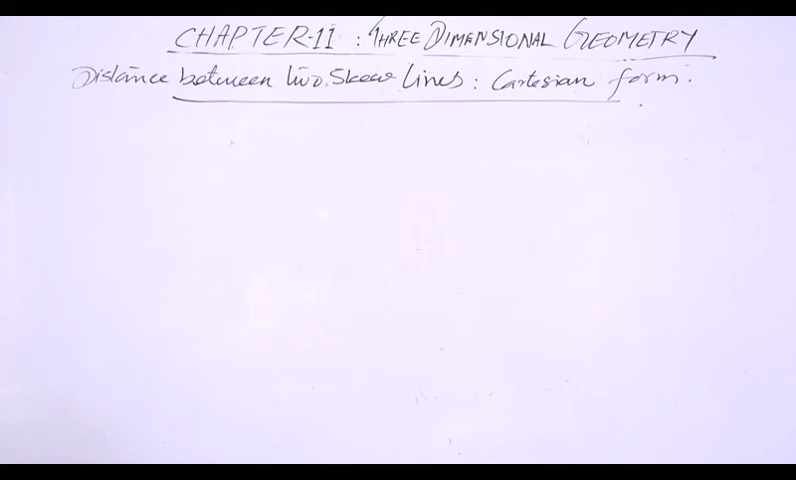 CHAPTER-11 : THREE DIMENSIONAL GEOMETRY
Distance between two Skew lines : Cartesian form.